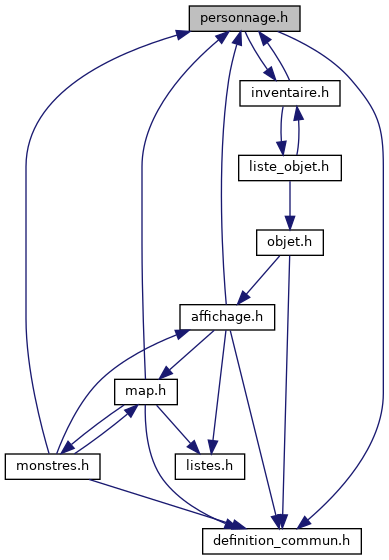 personnage.h
inventaire.h
liste_objet.h
objet.h
affichage.h
map.h
monstres.h
listes.h
definition_commun.h